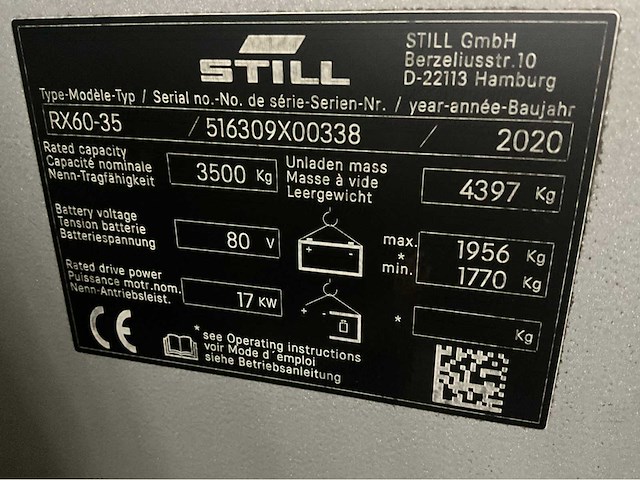 STILL
STILL GmbH
Berzeliusstr.10
D-22113 Hamburg
Type-Modèle-Typ / Serial no.-No. de série-Serien-Nr. / year-année-Baujahr
RX60-35 / 516309X00338 / 2020
Rated capacity
Capacité nominale
Nenn-Tragfähigkeit
3500 Kg
Unladen mass
Masse à vide
Leergewicht
4397 Kg
Battery voltage
Tension batterie
Batteriespannung
80 V
+ -
max.
*
min.
1956 Kg
1770 Kg
Rated drive power
Puissance motr.nom.
Nenn-Antriebsleist.
17 KW
+
* Kg
CE
* see Operating instructions
voir Mode d´emploi
siehe Betriebsanleitung